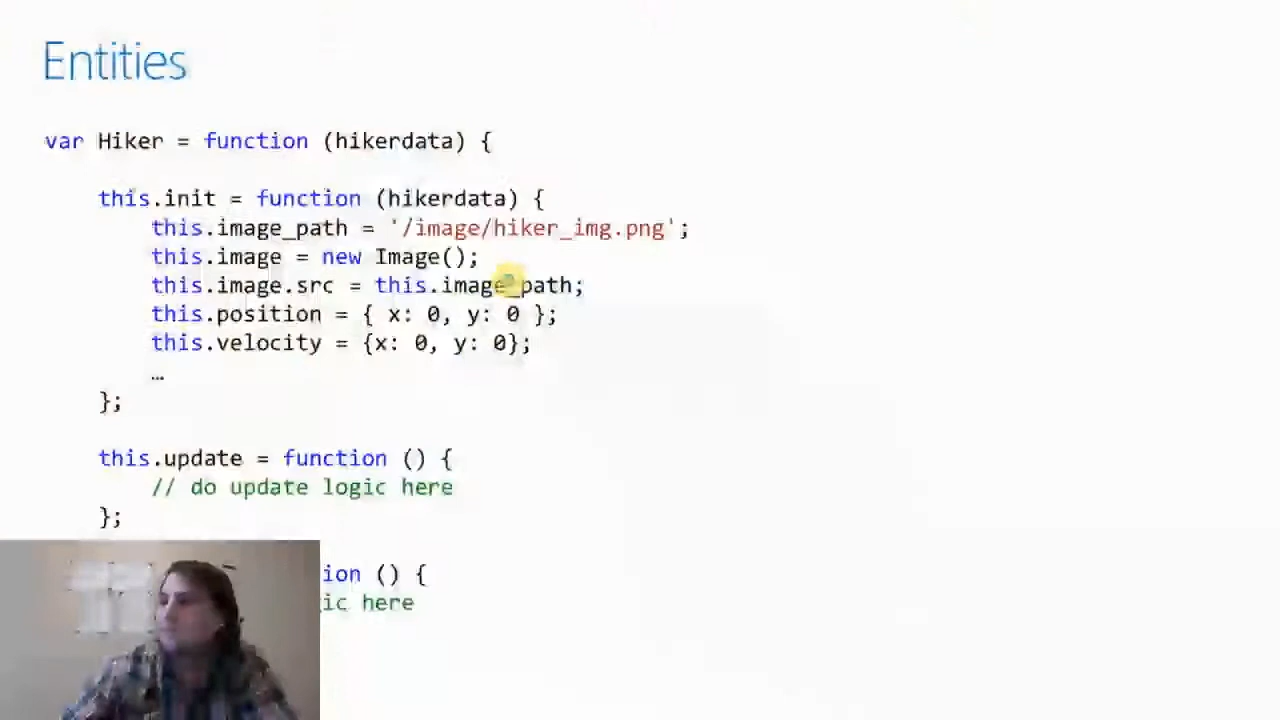 Entities
var Hiker = function (hikerdata) {
this.init = function (hikerdata) {
this.image_path = '/image/hiker_img.png';
this.image = new Image();
this.image.src = this.image_path;
this.position = { x: 0, y: 0 };
this.velocity = {x: 0, y: 0};
…
};
this.update = function () {
// do update logic here
};
ion () {
ic here